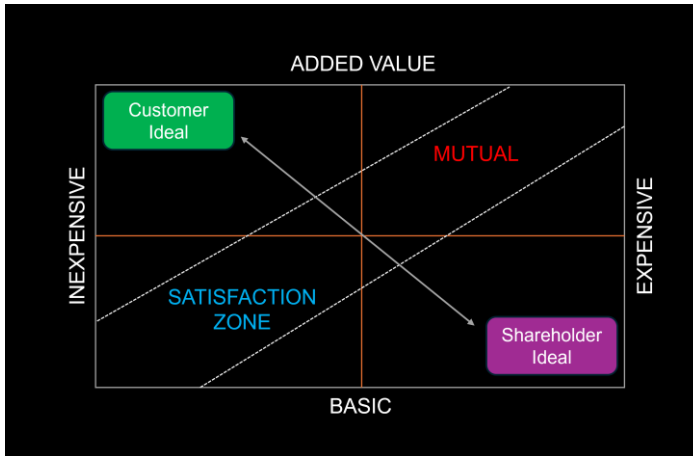 ADDED VALUE
Customer
Ideal
MUTUAL
INEXPENSIVE
EXPENSIVE
SATISFACTION
ZONE
Shareholder
Ideal
BASIC